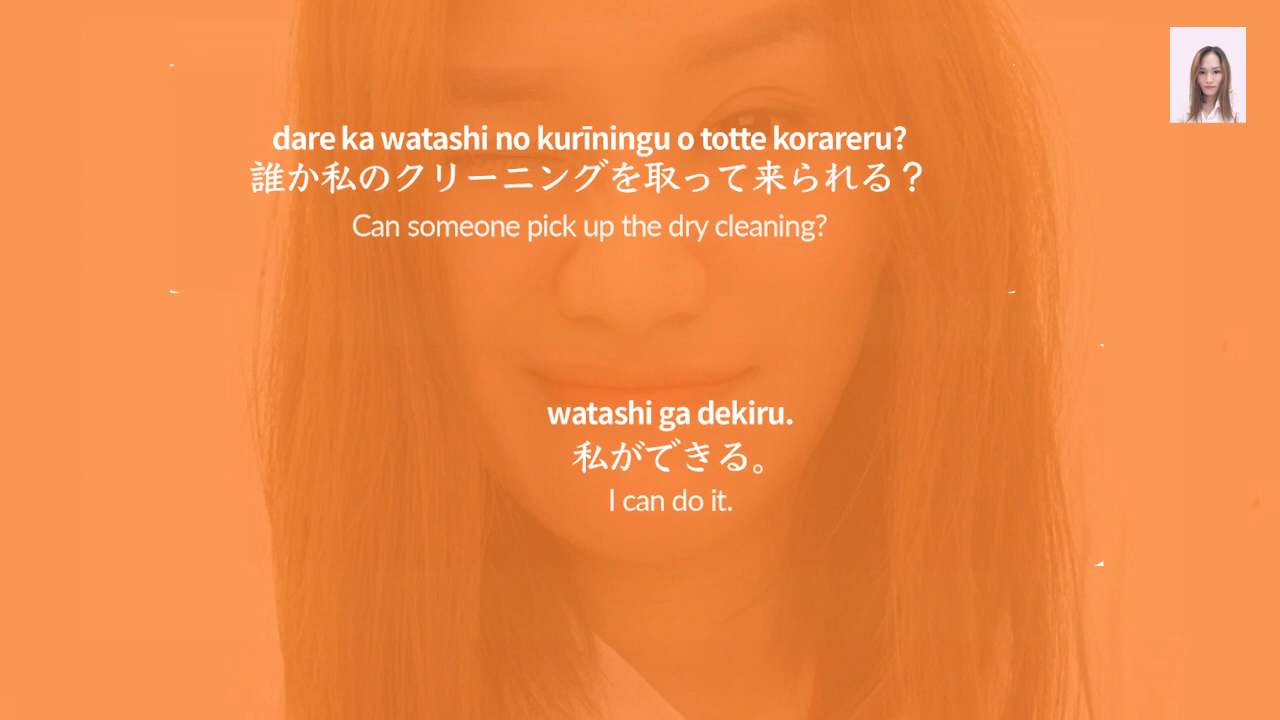 dare ka watashi no kurīningu o totte korareru?
誰か私のクリーニングを取って来られる？
Can someone pick up the dry cleaning?
watashi ga dekiru.
私ができる。
I can do it.